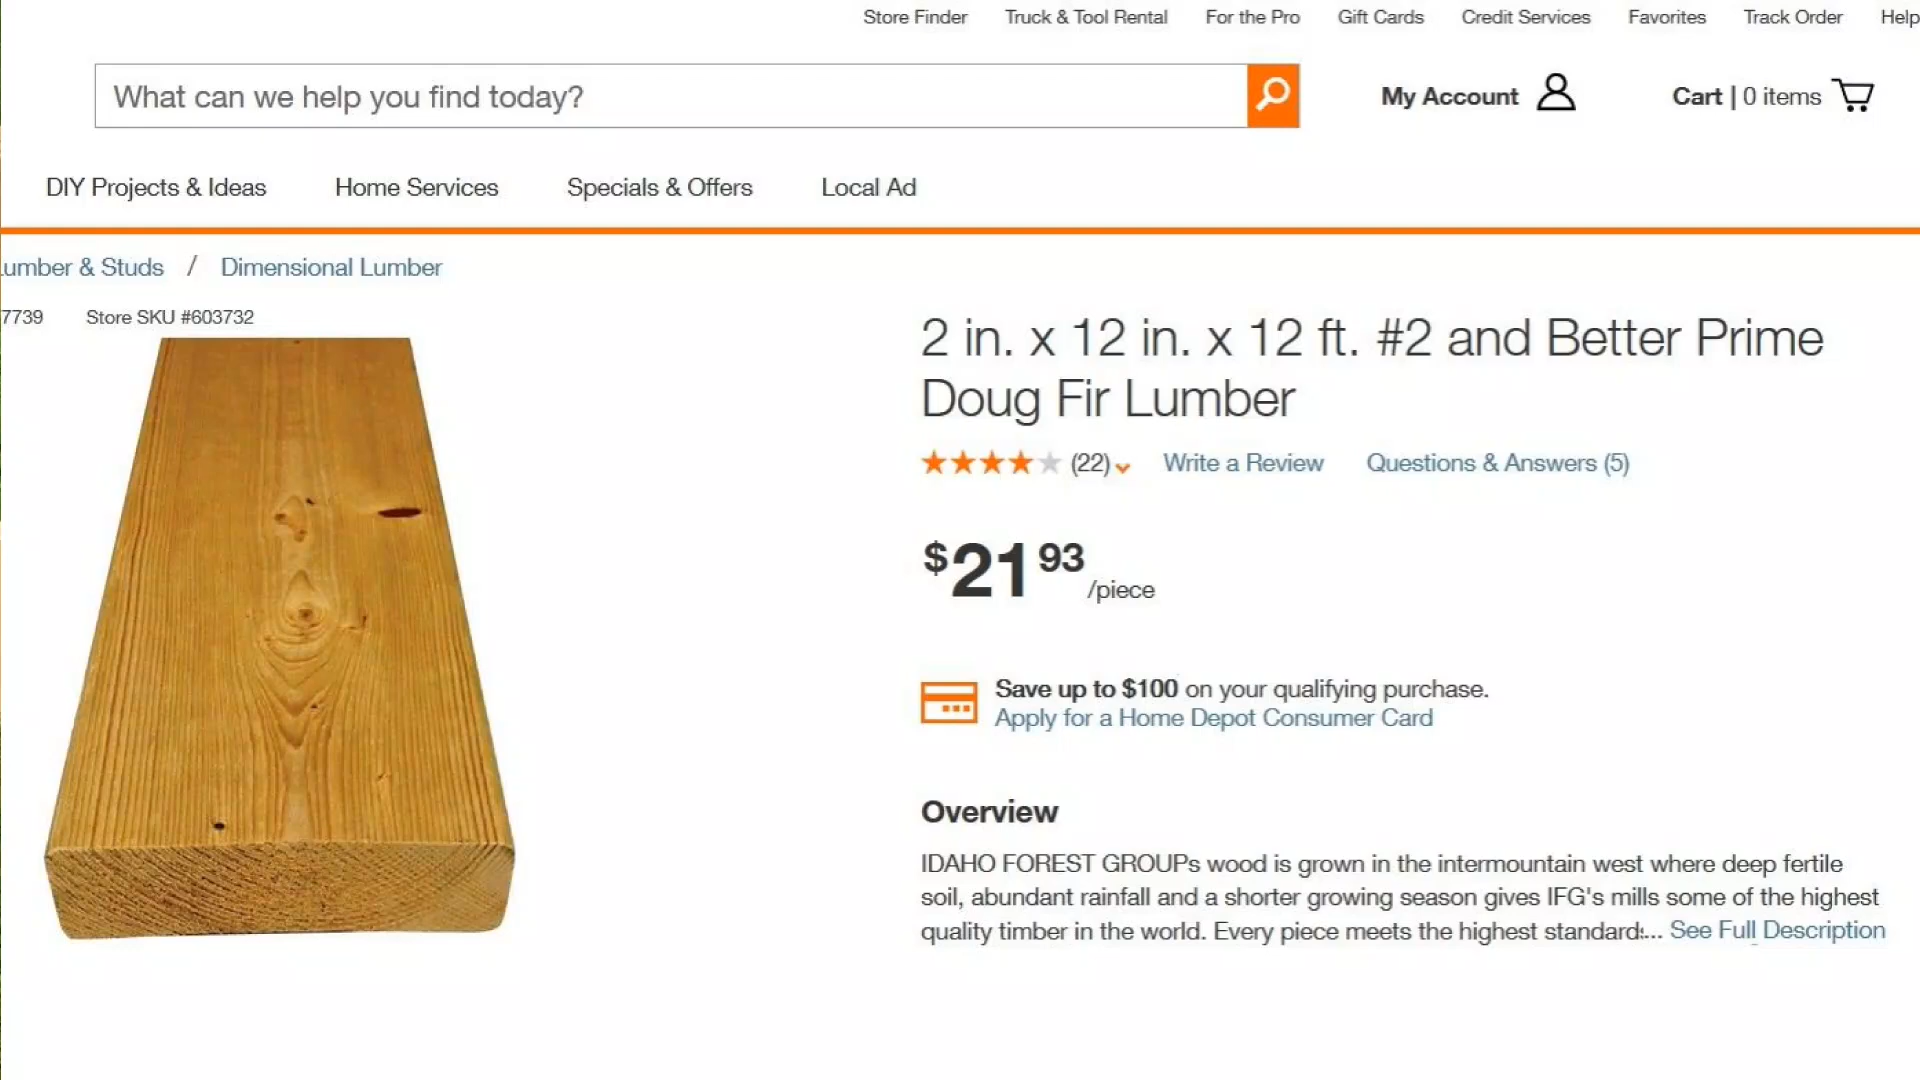 Store Finder Truck & Tool Rental For the Pro Gift Cards Credit Services Favorites Track Order Help
What can we help you find today?
My Account Cart | 0 items
DIY Projects & Ideas Home Services Specials & Offers Local Ad
umber & Studs / Dimensional Lumber
7739 Store SKU #603732
2 in. x 12 in. x 12 ft. #2 and Better Prime
Doug Fir Lumber
(22) Write a Review Questions & Answers (5)
$21 93 /piece
Save up to $100 on your qualifying purchase.
Apply for a Home Depot Consumer Card
Overview
IDAHO FOREST GROUPs wood is grown in the intermountain west where deep fertile
soil, abundant rainfall and a shorter growing season gives IFG's mills some of the highest
quality timber in the world. Every piece meets the highest standards... See Full Description